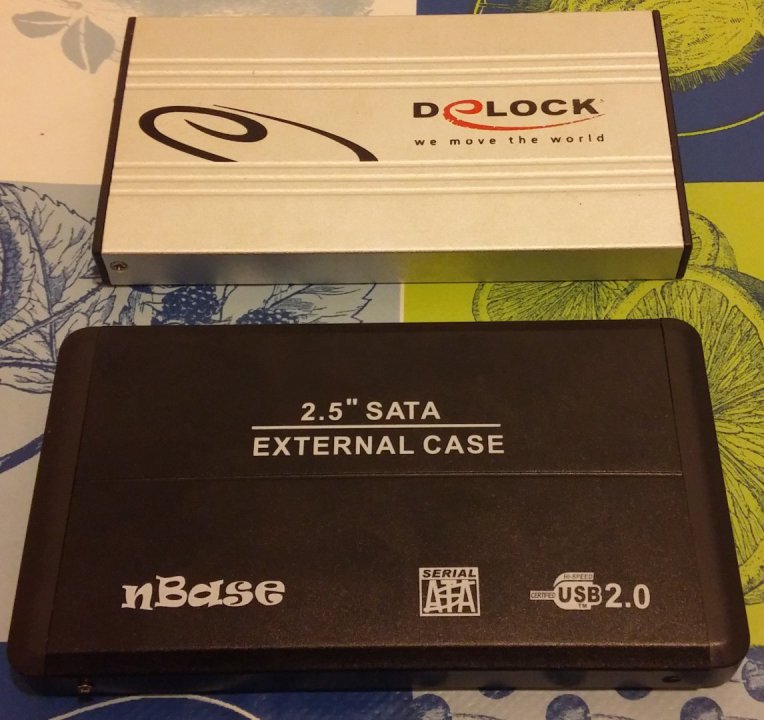 DeLOCK
we move the world
2.5" SATA
EXTERNAL CASE
nBase
SERIAL
ATA
HI-SPEED
CERTIFIED USB 2.0
TM